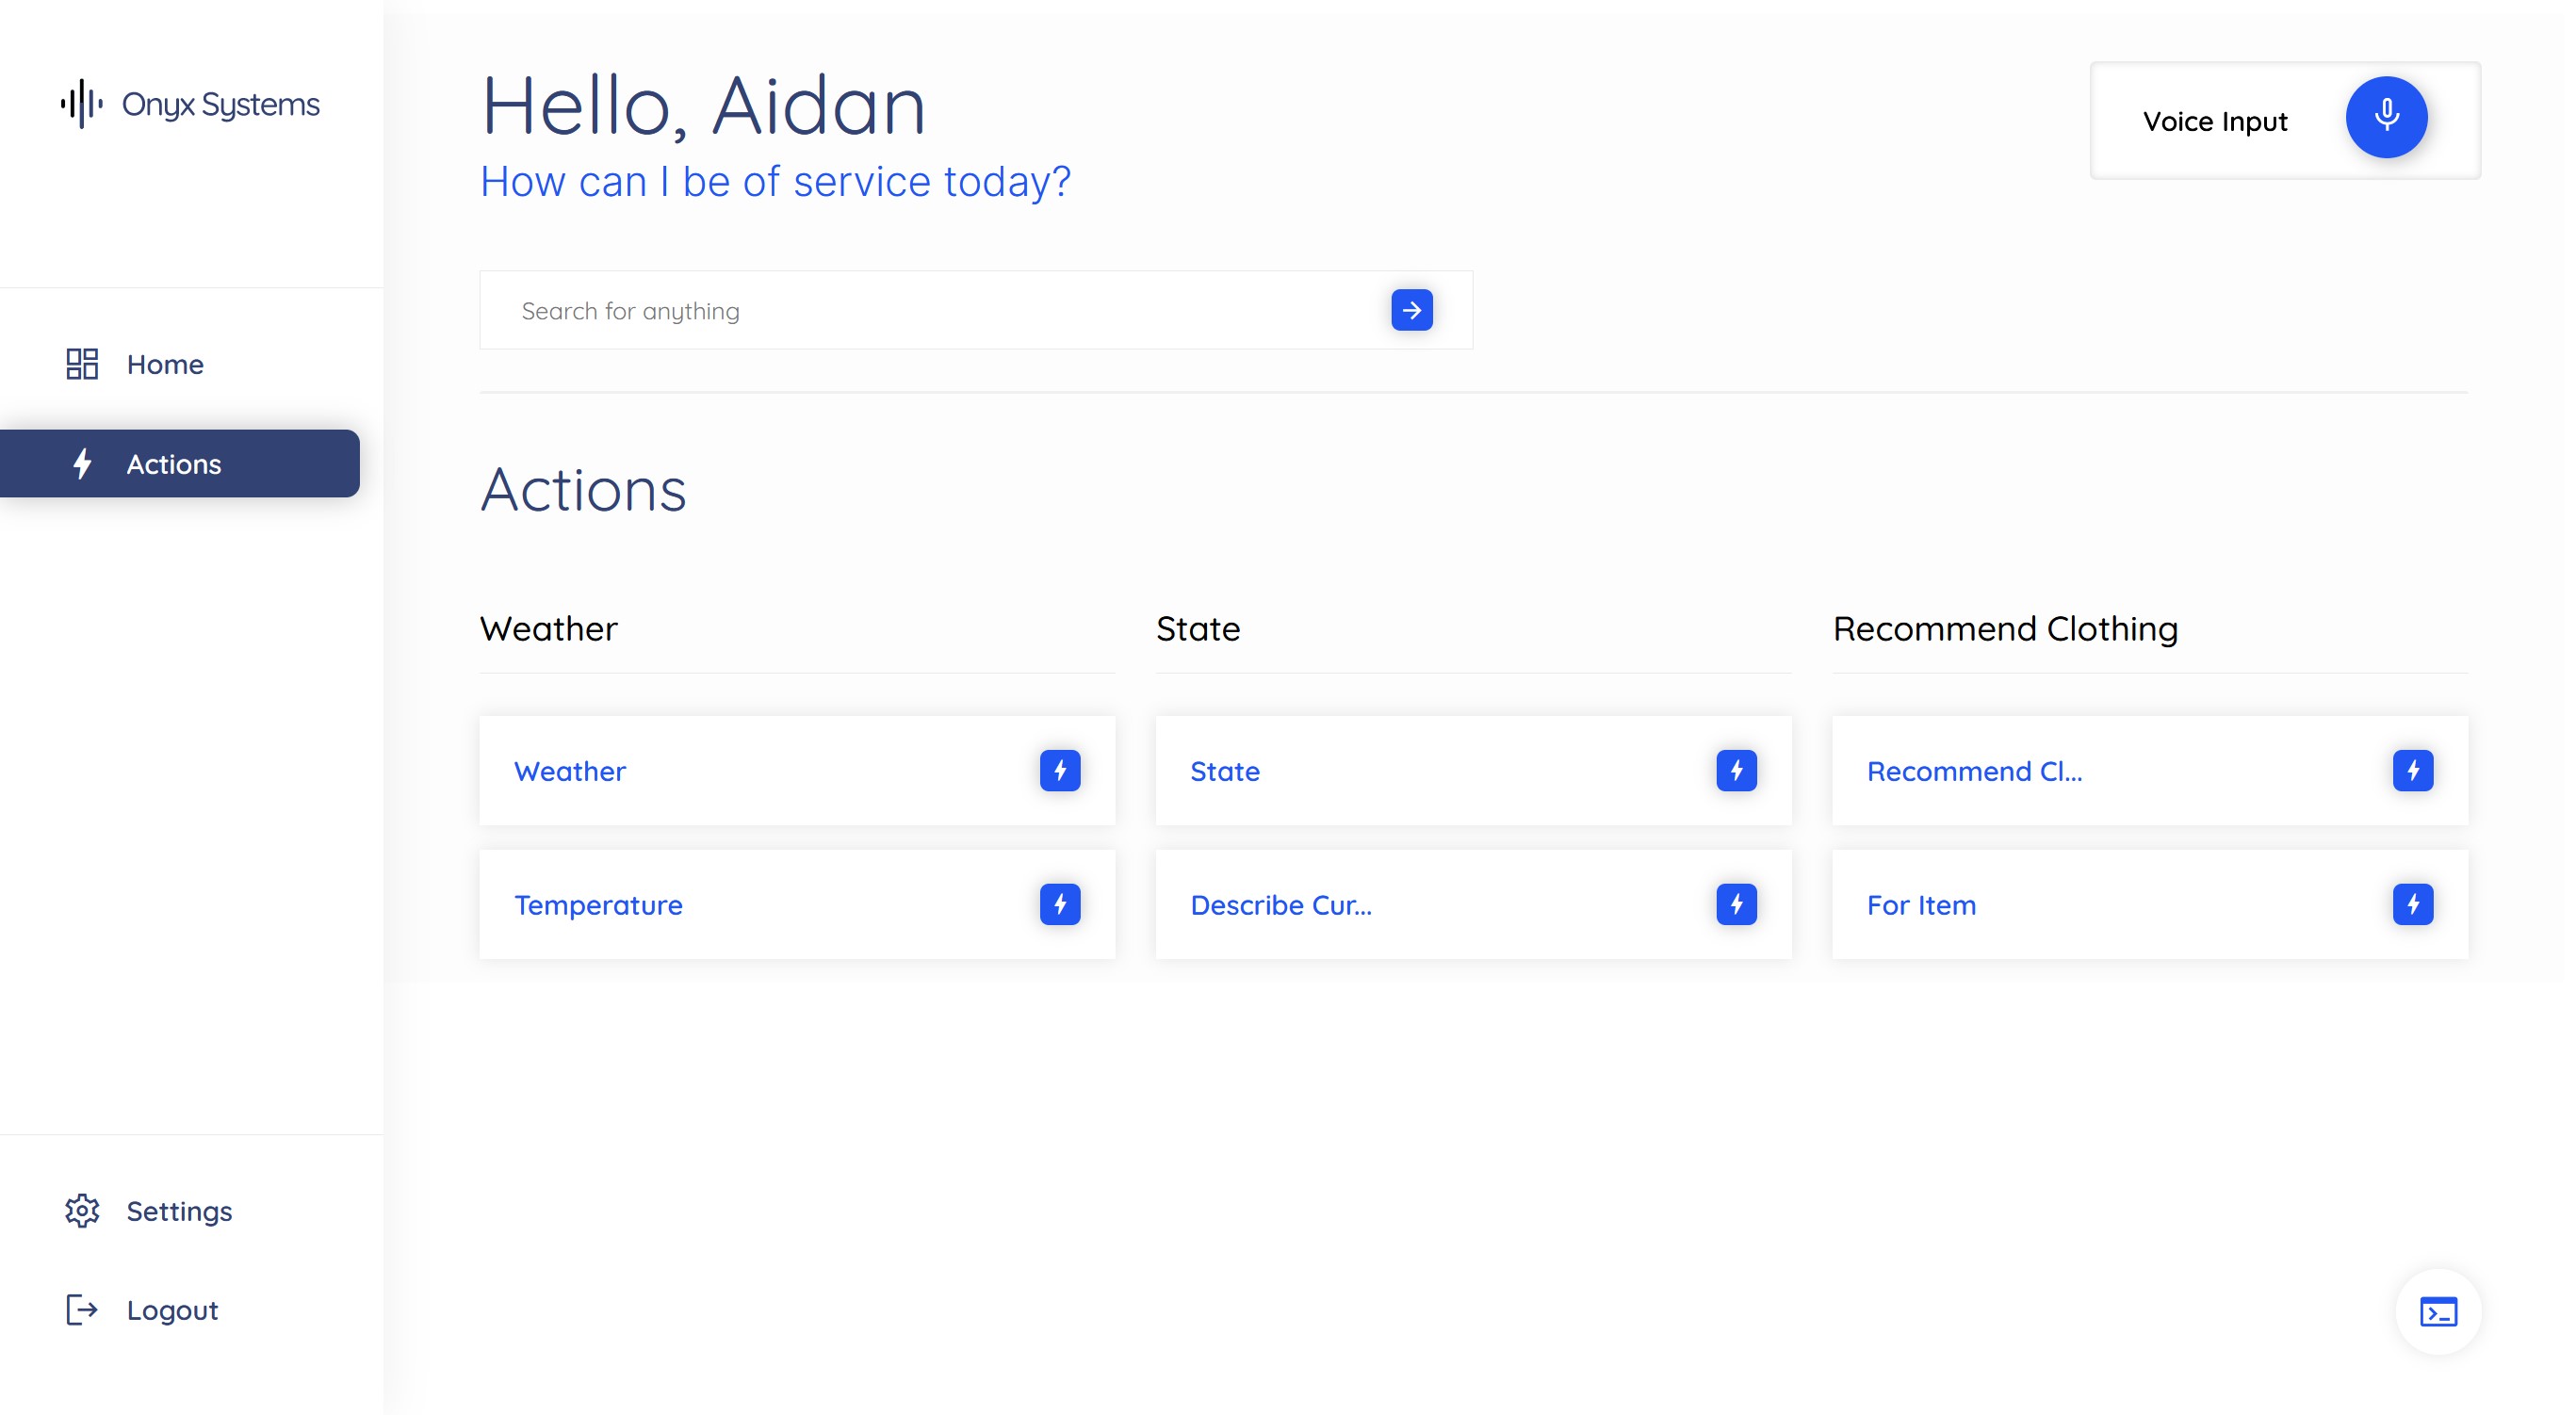 Onyx Systems
Home
Actions
Settings
Logout
Hello, Aidan
How can I be of service today?
Voice Input
Search for anything
Actions
Weather
Weather
Temperature
State
State
Describe Cur...
Recommend Clothing
Recommend Cl...
For Item